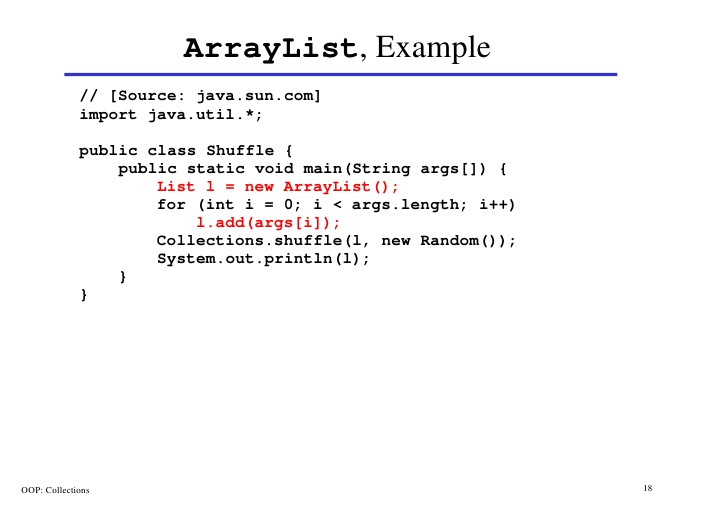 ArrayList, Example
// [Source: java.sun.com]
import java.util.*;
public class Shuffle {
    public static void main(String args[]) {
        List l = new ArrayList();
        for (int i = 0; i < args.length; i++)
            l.add(args[i]);
        Collections.shuffle(l, new Random());
        System.out.println(l);
    }
}
OOP: Collections
18